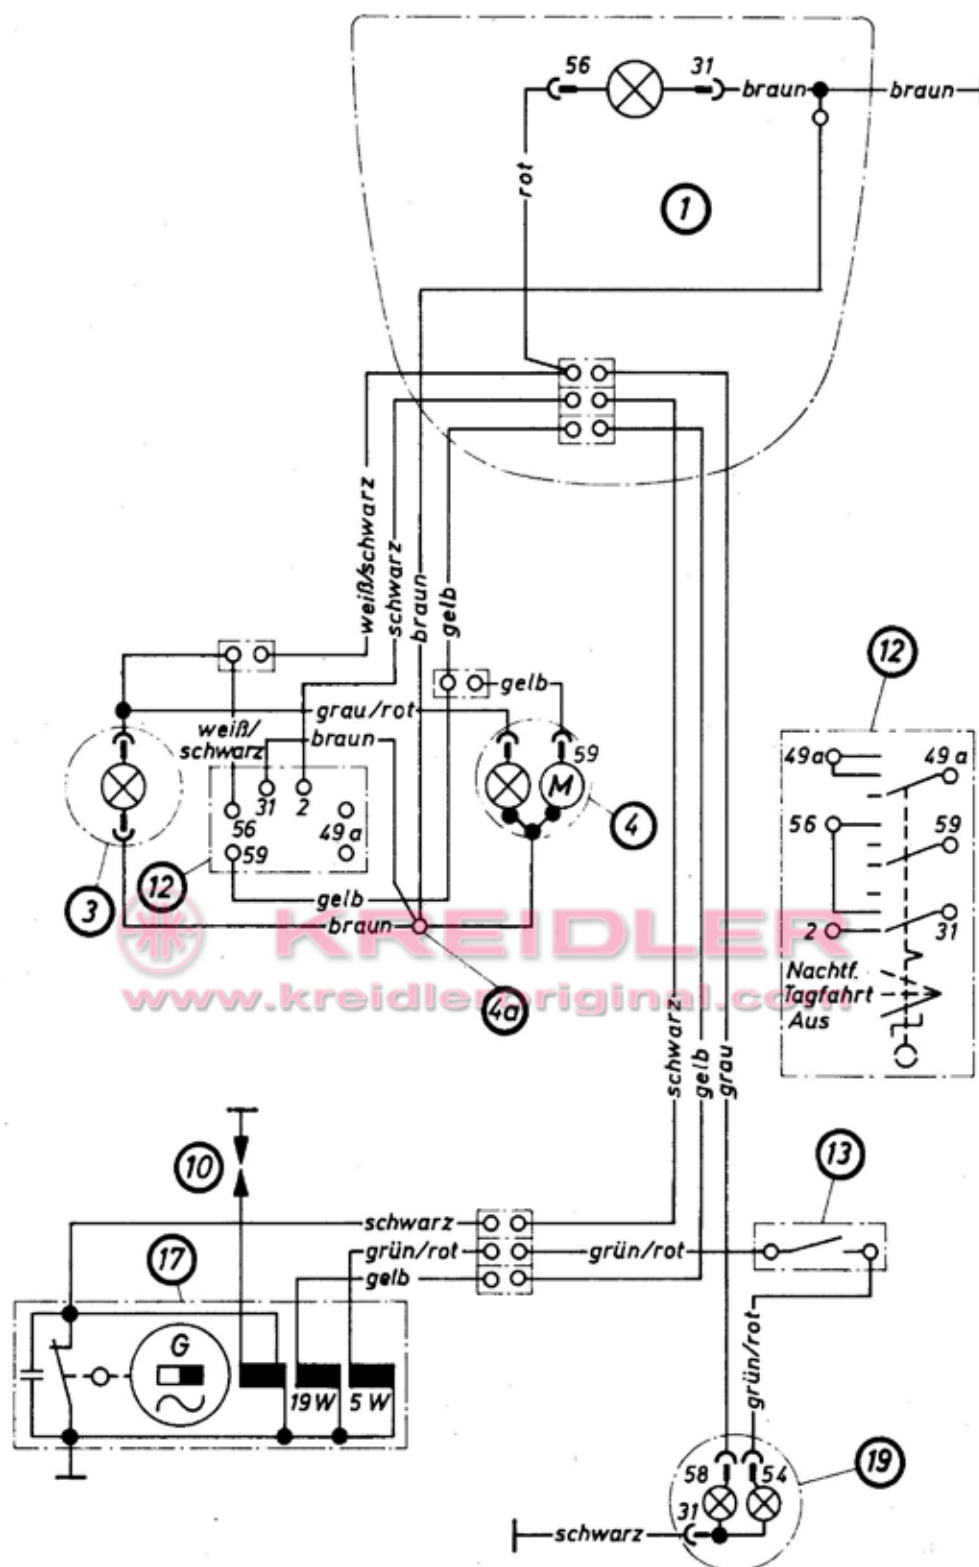 56
31
braun
braun
rot
1
weiß/schwarz
schwarz
braun
gelb
12
gelb
grau/rot
weiß/
schwarz
braun
59
49a
49a
M
31
2
4
56
49a
56
59
59
12
3
gelb
2
31
braun
KREIDLER
Nachtf.
www.kreidleroriginal.com
Tagfahrt
4a
Aus
schwarz
gelb
grau
10
13
schwarz
grün/rot
grün/rot
17
gelb
G
grün/rot
19 W
5 W
58
54
19
31
schwarz